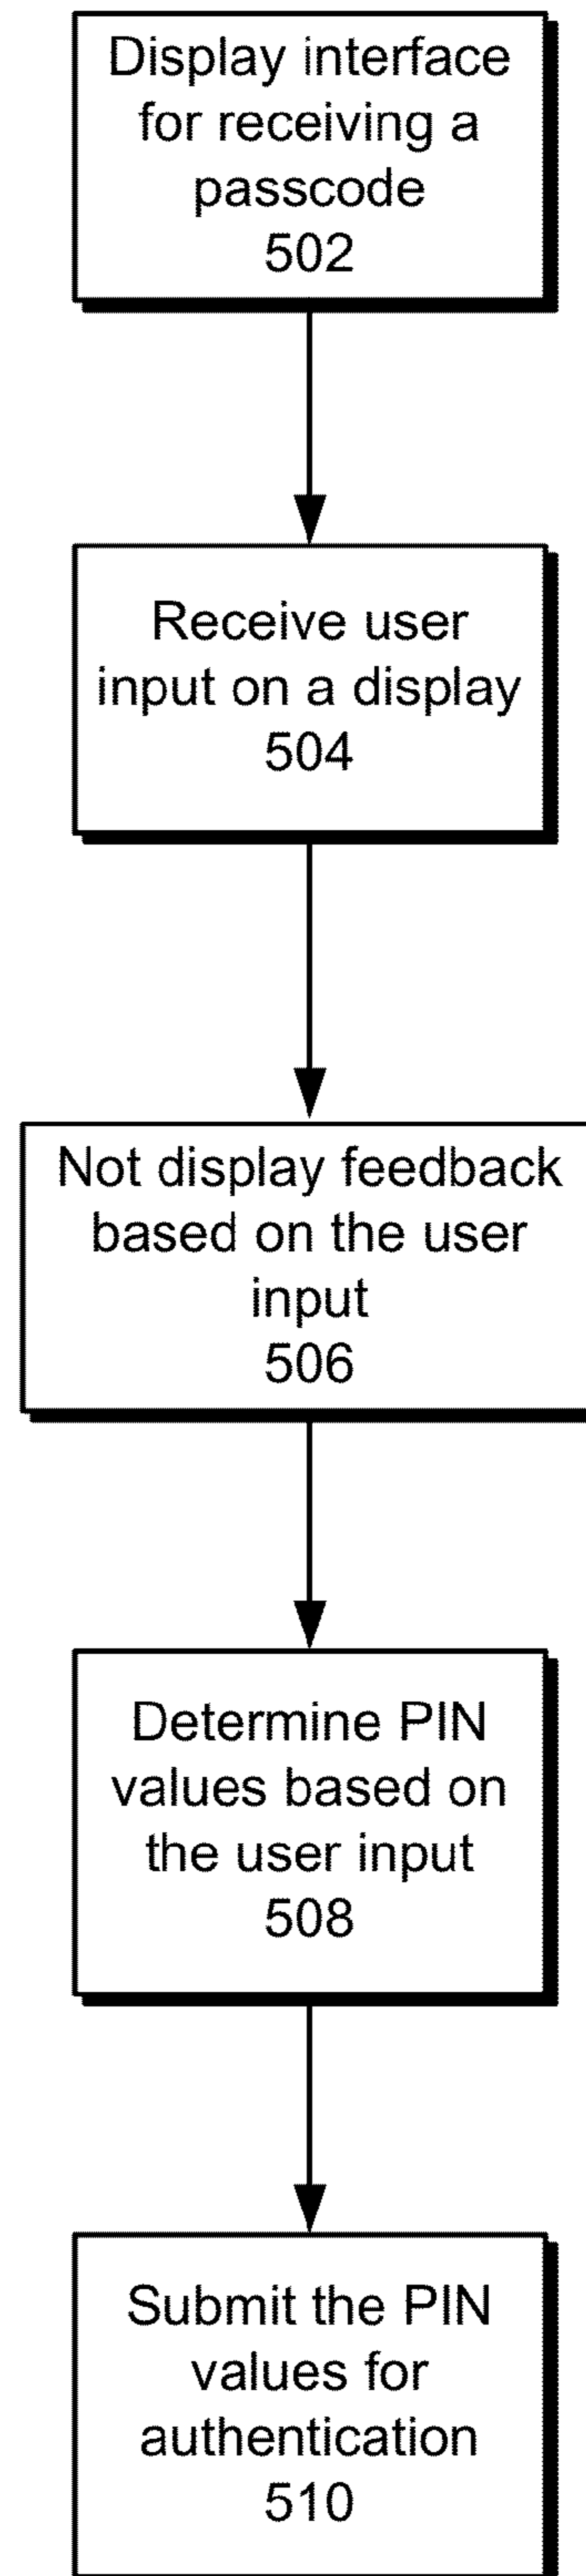 Display interface
for receiving a
passcode
502
Receive user
input on a display
504
Not display feedback
based on the user
input
506
Determine PIN
values based on
the user input
508
Submit the PIN
values for
authentication
510